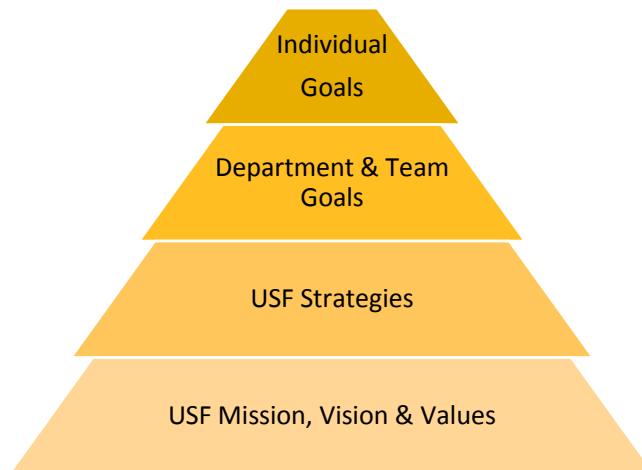 Individual
Goals
Department & Team
Goals
USF Strategies
USF Mission, Vision & Values